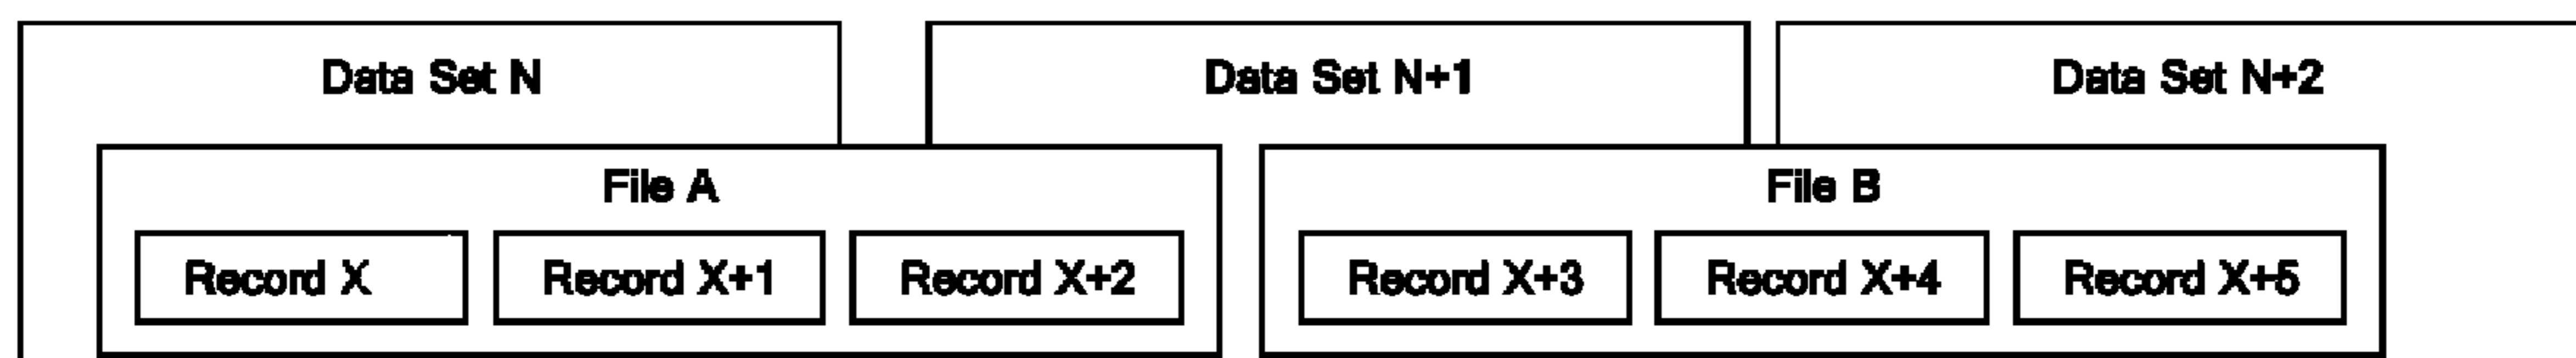 Data Set N
Data Set N+1
Data Set N+2
File A
File B
Record X
Record X+1
Record X+2
Record X+3
Record X+4
Record X+5